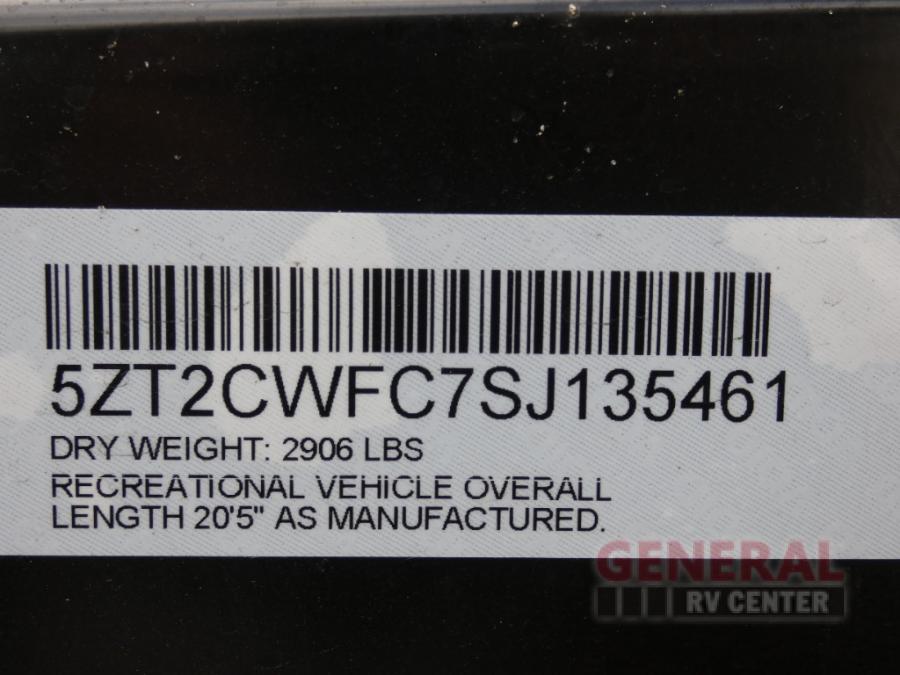 5ZT2CWFC7SJ135461
DRY WEIGHT: 2906 LBS
RECREATIONAL VEHICLE OVERALL
LENGTH 20'5" AS MANUFACTURED.
GENERAL
RV CENTER